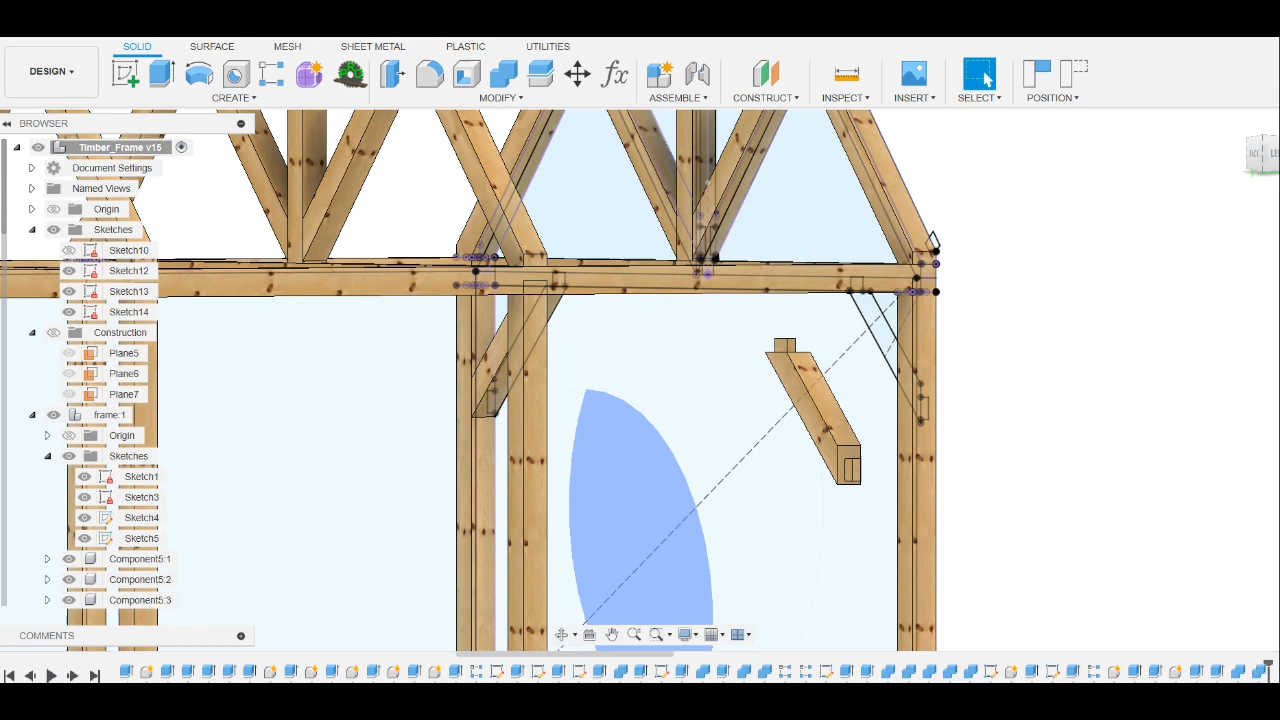 SOLID SURFACE MESH SHEET METAL PLASTIC UTILITIES
DESIGN
CREATE MODIFY ASSEMBLE CONSTRUCT INSPECT INSERT SELECT POSITION
BROWSER
Timber_Frame v15
Document Settings
Named Views
Origin
Sketches
Sketch10
Sketch12
Sketch13
Sketch14
Construction
Plane5
Plane6
Plane7
frame:1
Origin
Sketches
Sketch1
Sketch3
Sketch4
Sketch5
Component5:1
Component5:2
Component5:3
COMMENTS